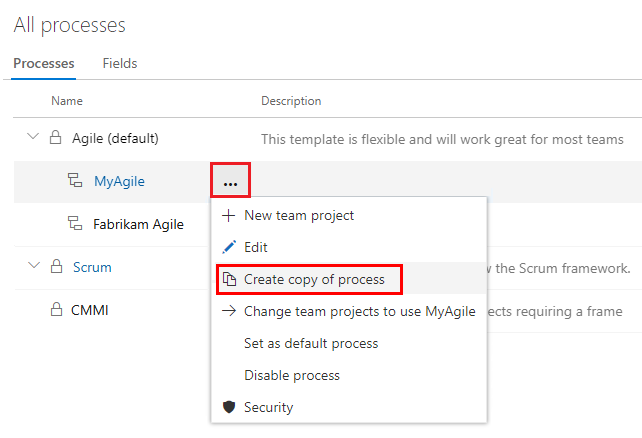 All processes
Processes Fields
Name Description
Agile (default) This template is flexible and will work great for most teams
MyAgile ...
Fabrikam Agile
New team project
Edit
Scrum the Scrum framework.
Create copy of process
CMMI requiring a frame
Change team projects to use MyAgile
Set as default process
Disable process
Security